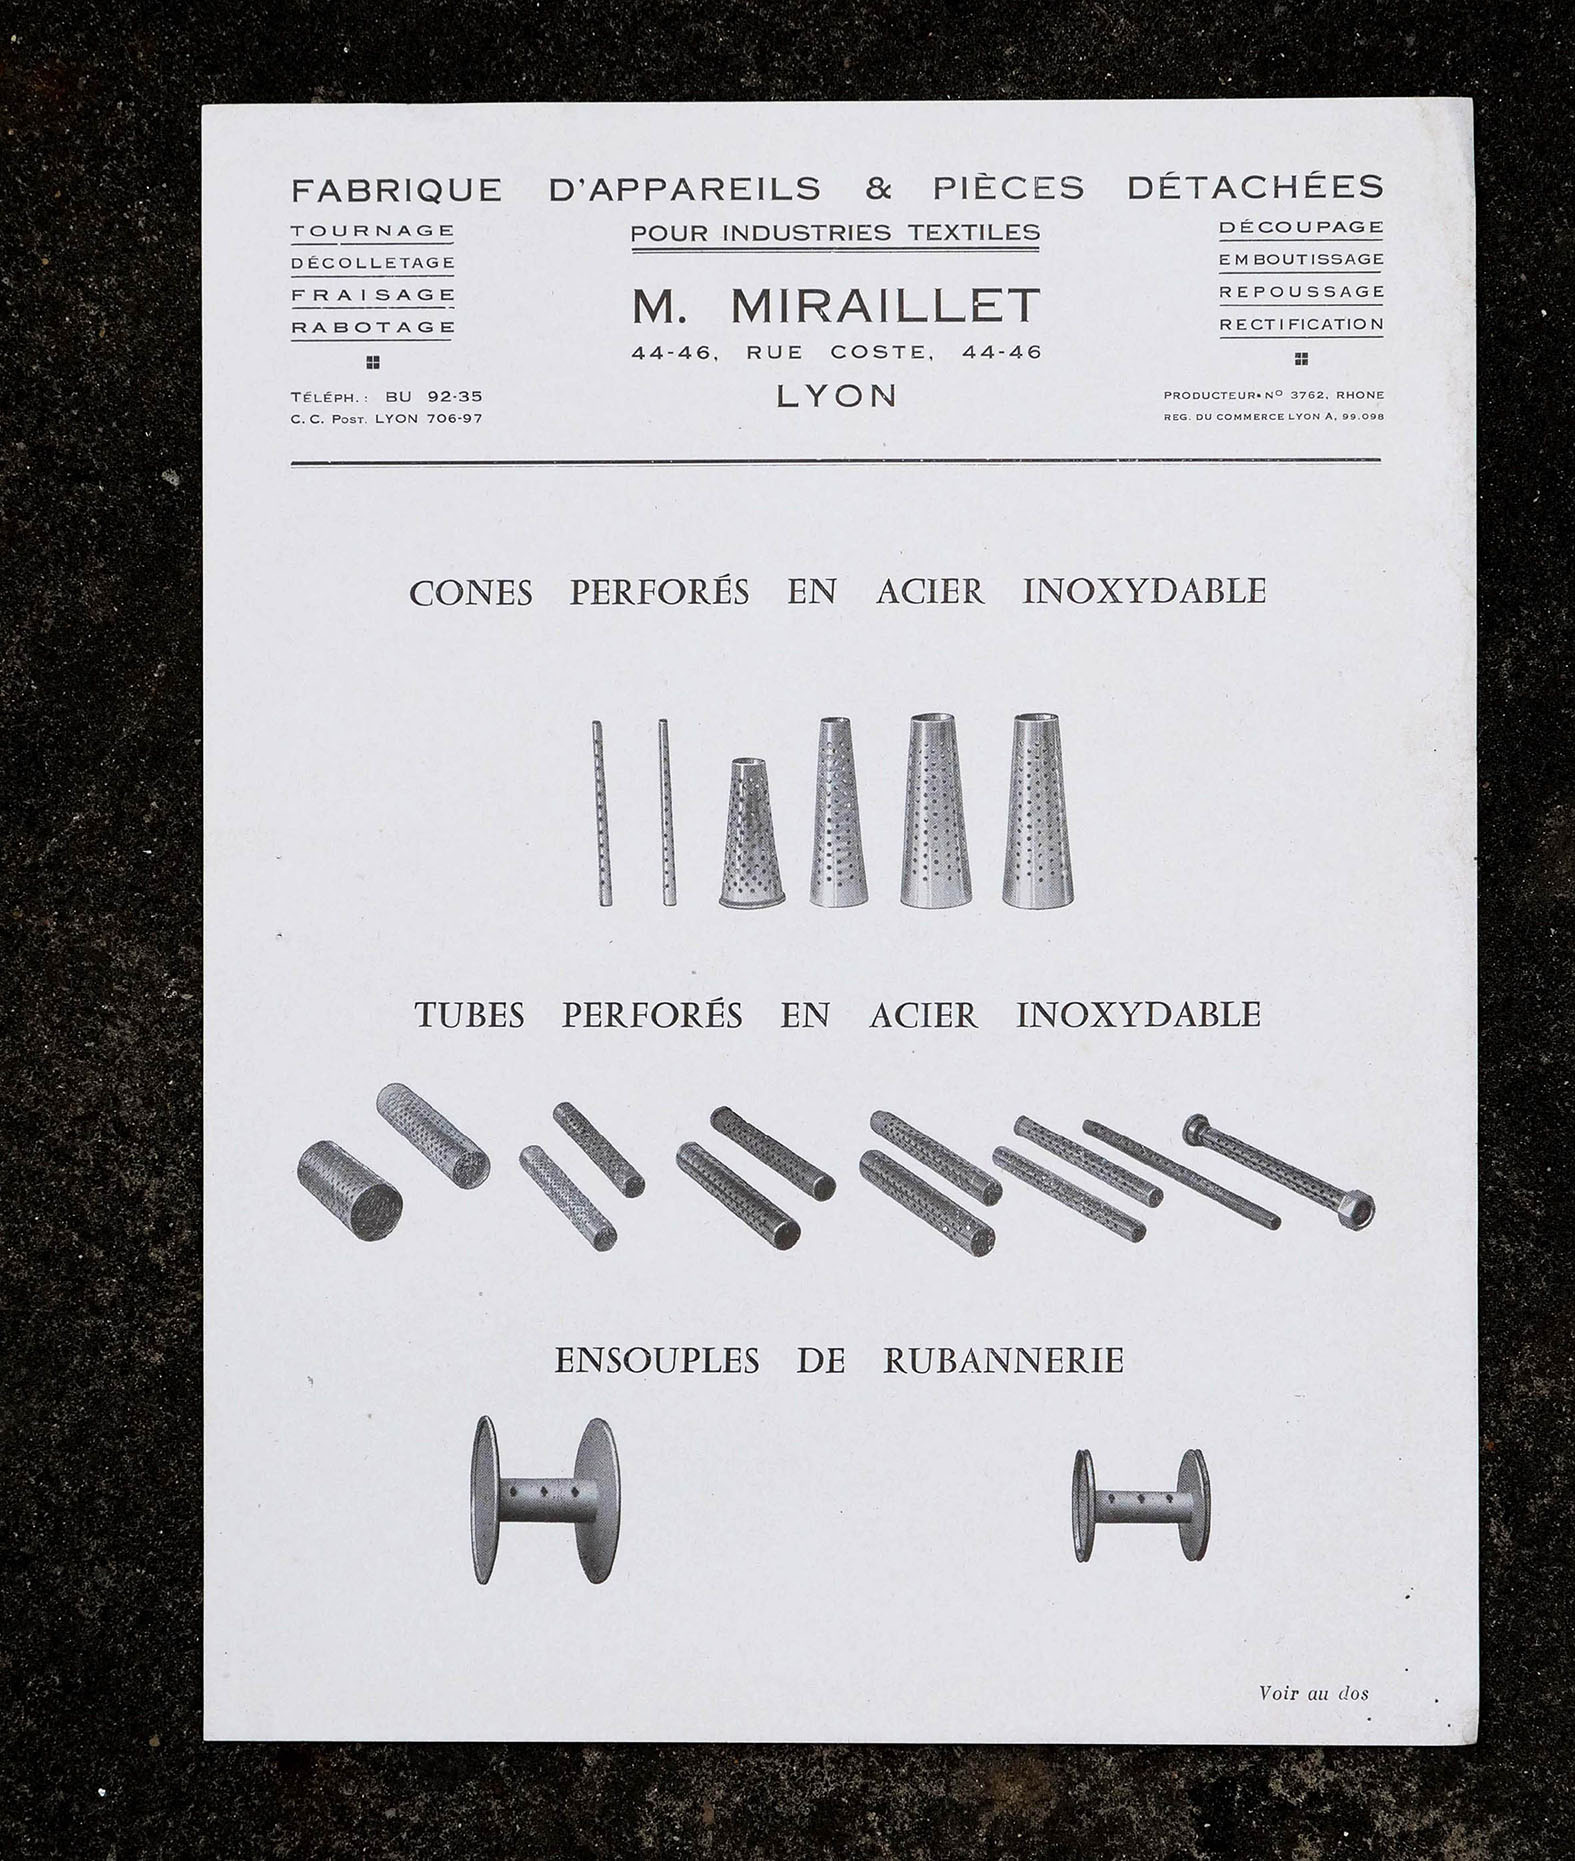 FABRIQUE D'APPAREILS & PIÈCES DÉTACHÉES
POUR INDUSTRIES TEXTILES
TOURNAGE
DÉCOLLETAGE
FRAISAGE
RABOTAGE
TÉLÉPH. : BU 92-35
C. C. POST. LYON 706-97
M. MIRAILLET
44-46, RUE COSTE, 44-46
LYON
DÉCOUPAGE
EMBOUTISSAGE
REPOUSSAGE
RECTIFICATION
PRODUCTEUR Nº 3762, RHONE
REG. DU COMMERCE LYON A, 99.098
CONES PERFORÉS EN ACIER INOXYDABLE
TUBES PERFORÉS EN ACIER INOXYDABLE
ENSOUPLES DE RUBANNERIE
Voir au dos